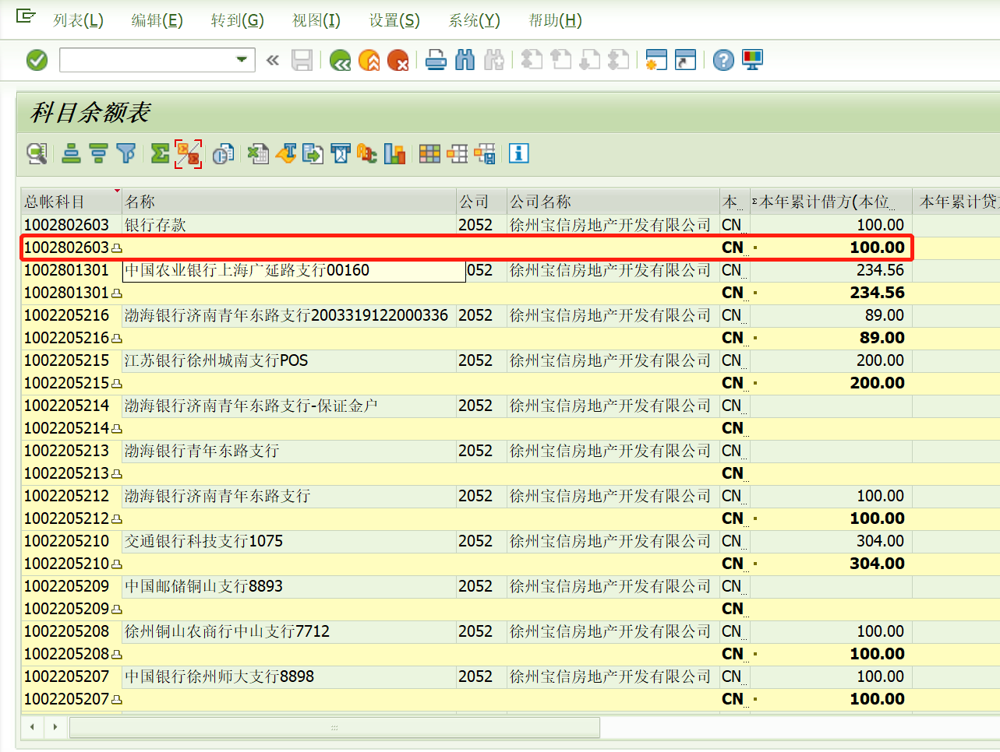 列表(L) 编辑(E) 转到(G) 视图(I) 设置(S) 系统(Y) 帮助(H)
科目余额表
总帐科目 名称 公司 公司名称 本... 本年累计借方(本位... 本年累计贷
1002802603 银行存款 2052 徐州宝信房地产开发有限公司 CN... 100.00
1002802603 CN... 100.00
1002801301 中国农业银行上海广延路支行00160 052 徐州宝信房地产开发有限公司 CN... 234.56
1002801301 CN... 234.56
1002205216 渤海银行济南青年东路支行2003319122000336 2052 徐州宝信房地产开发有限公司 CN... 89.00
1002205216 CN... 89.00
1002205215 江苏银行徐州城南支行POS 2052 徐州宝信房地产开发有限公司 CN... 200.00
1002205215 CN... 200.00
1002205214 渤海银行济南青年东路支行-保证金户 2052 徐州宝信房地产开发有限公司 CN...
1002205214 CN...
1002205213 渤海银行青年东路支行 2052 徐州宝信房地产开发有限公司 CN...
1002205213 CN...
1002205212 渤海银行济南青年东路支行 2052 徐州宝信房地产开发有限公司 CN... 100.00
1002205212 CN... 100.00
1002205210 交通银行科技支行1075 2052 徐州宝信房地产开发有限公司 CN... 304.00
1002205210 CN... 304.00
1002205209 中国邮储铜山支行8893 2052 徐州宝信房地产开发有限公司 CN...
1002205209 CN...
1002205208 徐州铜山农商行中山支行7712 2052 徐州宝信房地产开发有限公司 CN... 100.00
1002205208 CN... 100.00
1002205207 中国银行徐州师大支行8898 2052 徐州宝信房地产开发有限公司 CN... 100.00
1002205207 CN... 100.00